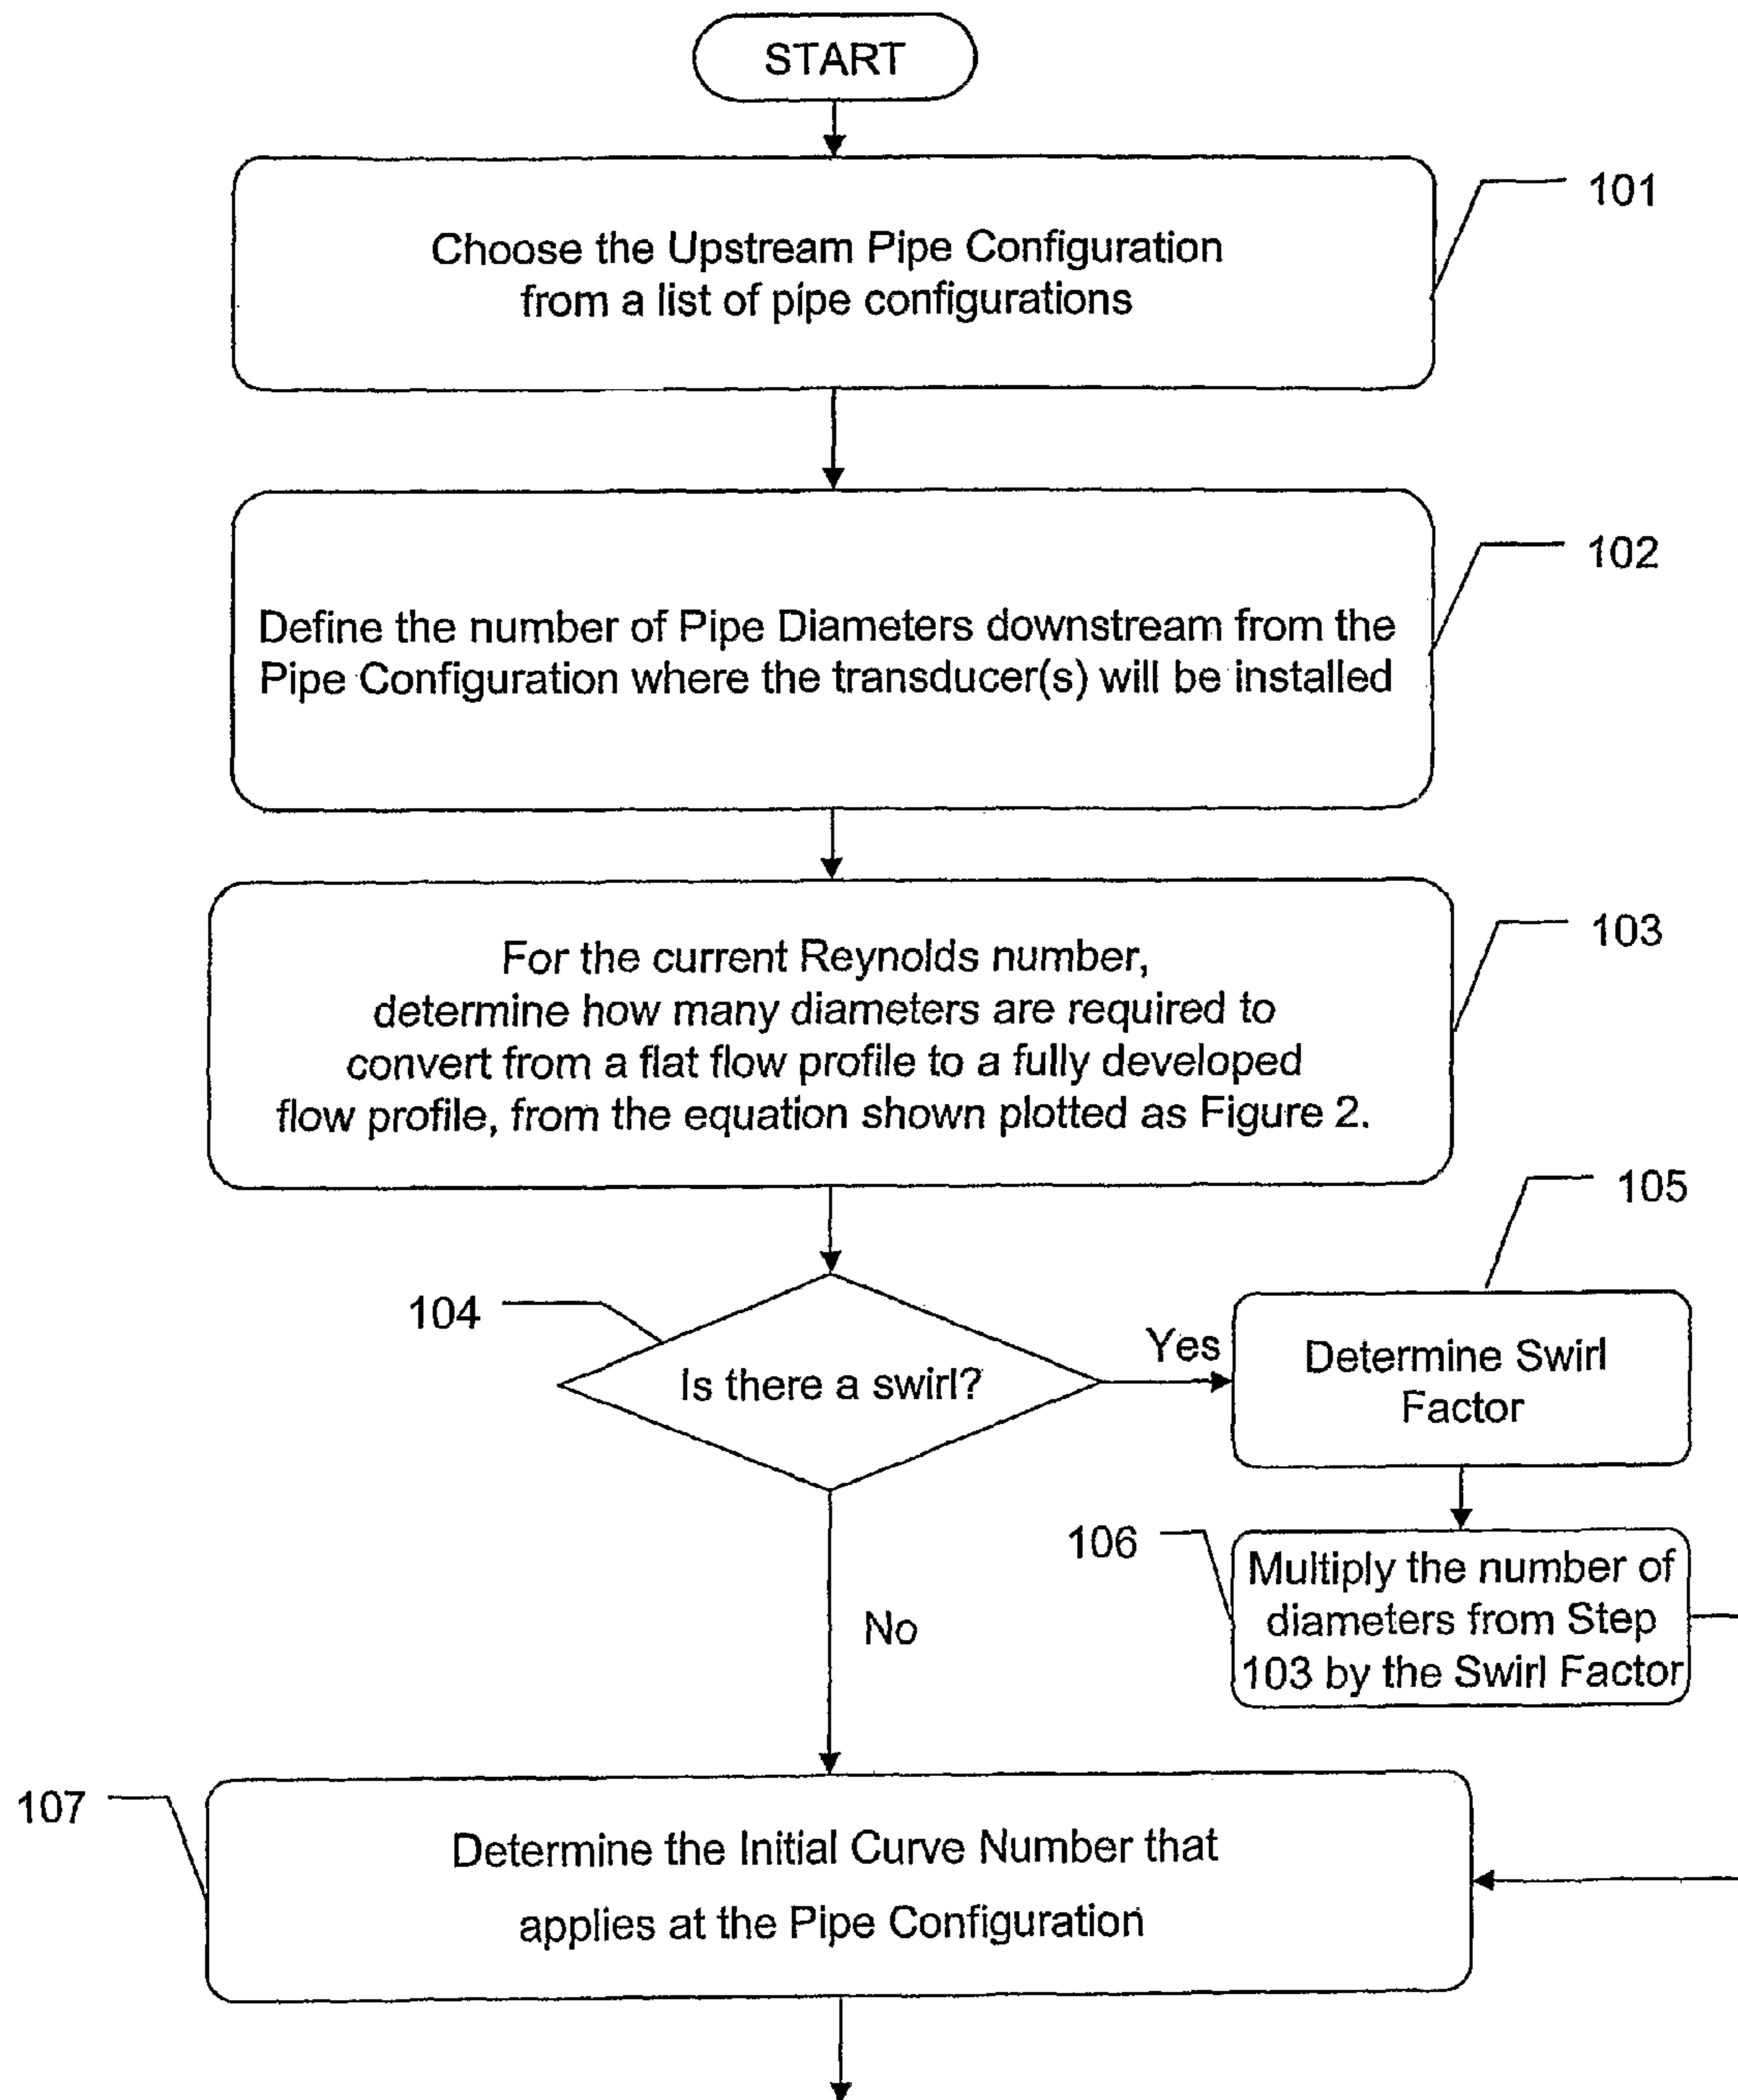 START
Choose the Upstream Pipe Configuration
from a list of pipe configurations
101
Define the number of Pipe Diameters downstream from the
Pipe Configuration where the transducer(s) will be installed
102
For the current Reynolds number,
determine how many diameters are required to
convert from a flat flow profile to a fully developed
flow profile, from the equation shown plotted as Figure 2.
103
104
Is there a swirl?
Yes
105
Determine Swirl
Factor
106
Multiply the number of
diameters from Step
103 by the Swirl Factor
No
107
Determine the Initial Curve Number that
applies at the Pipe Configuration